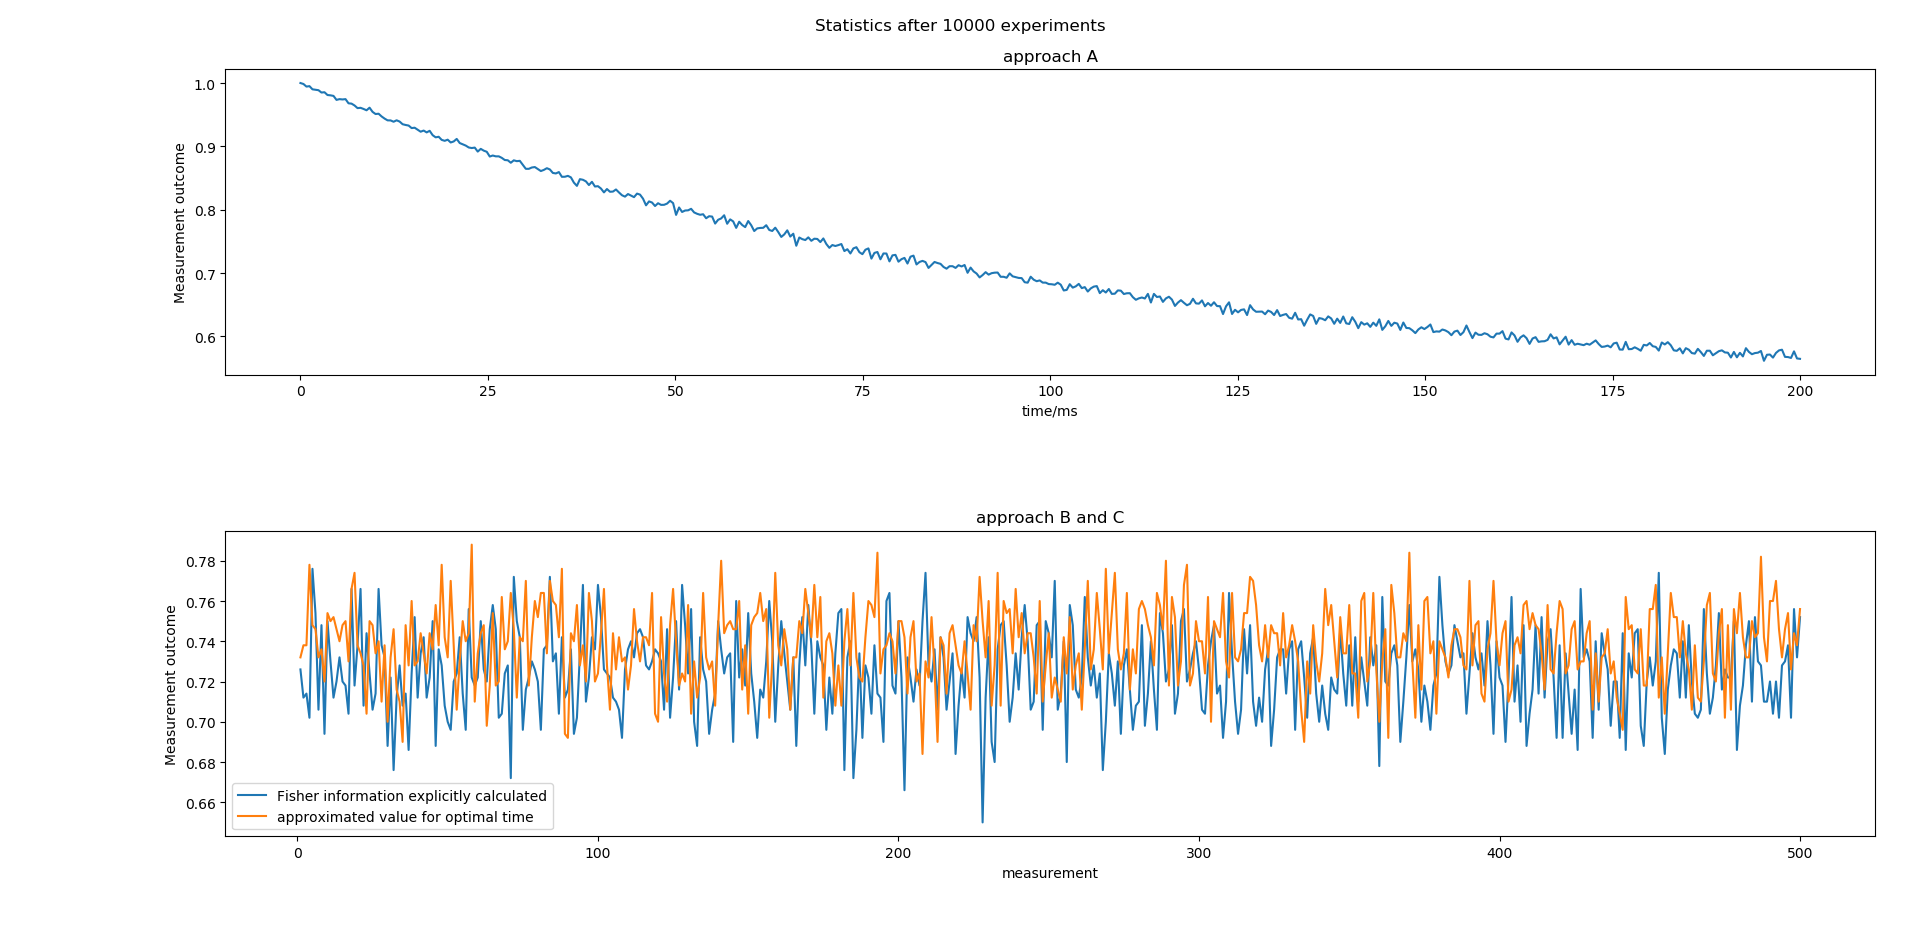 Statistics after 10000 experiments
approach A
Measurement outcome
1.0
0.9
0.8
0.7
0.6
0 25 50 75 100 125 150 175 200
time/ms
approach B and C
Measurement outcome
0.78
0.76
0.74
0.72
0.70
0.68
0.66
Fisher information explicitly calculated
approximated value for optimal time
0 100 200 300 400 500
measurement